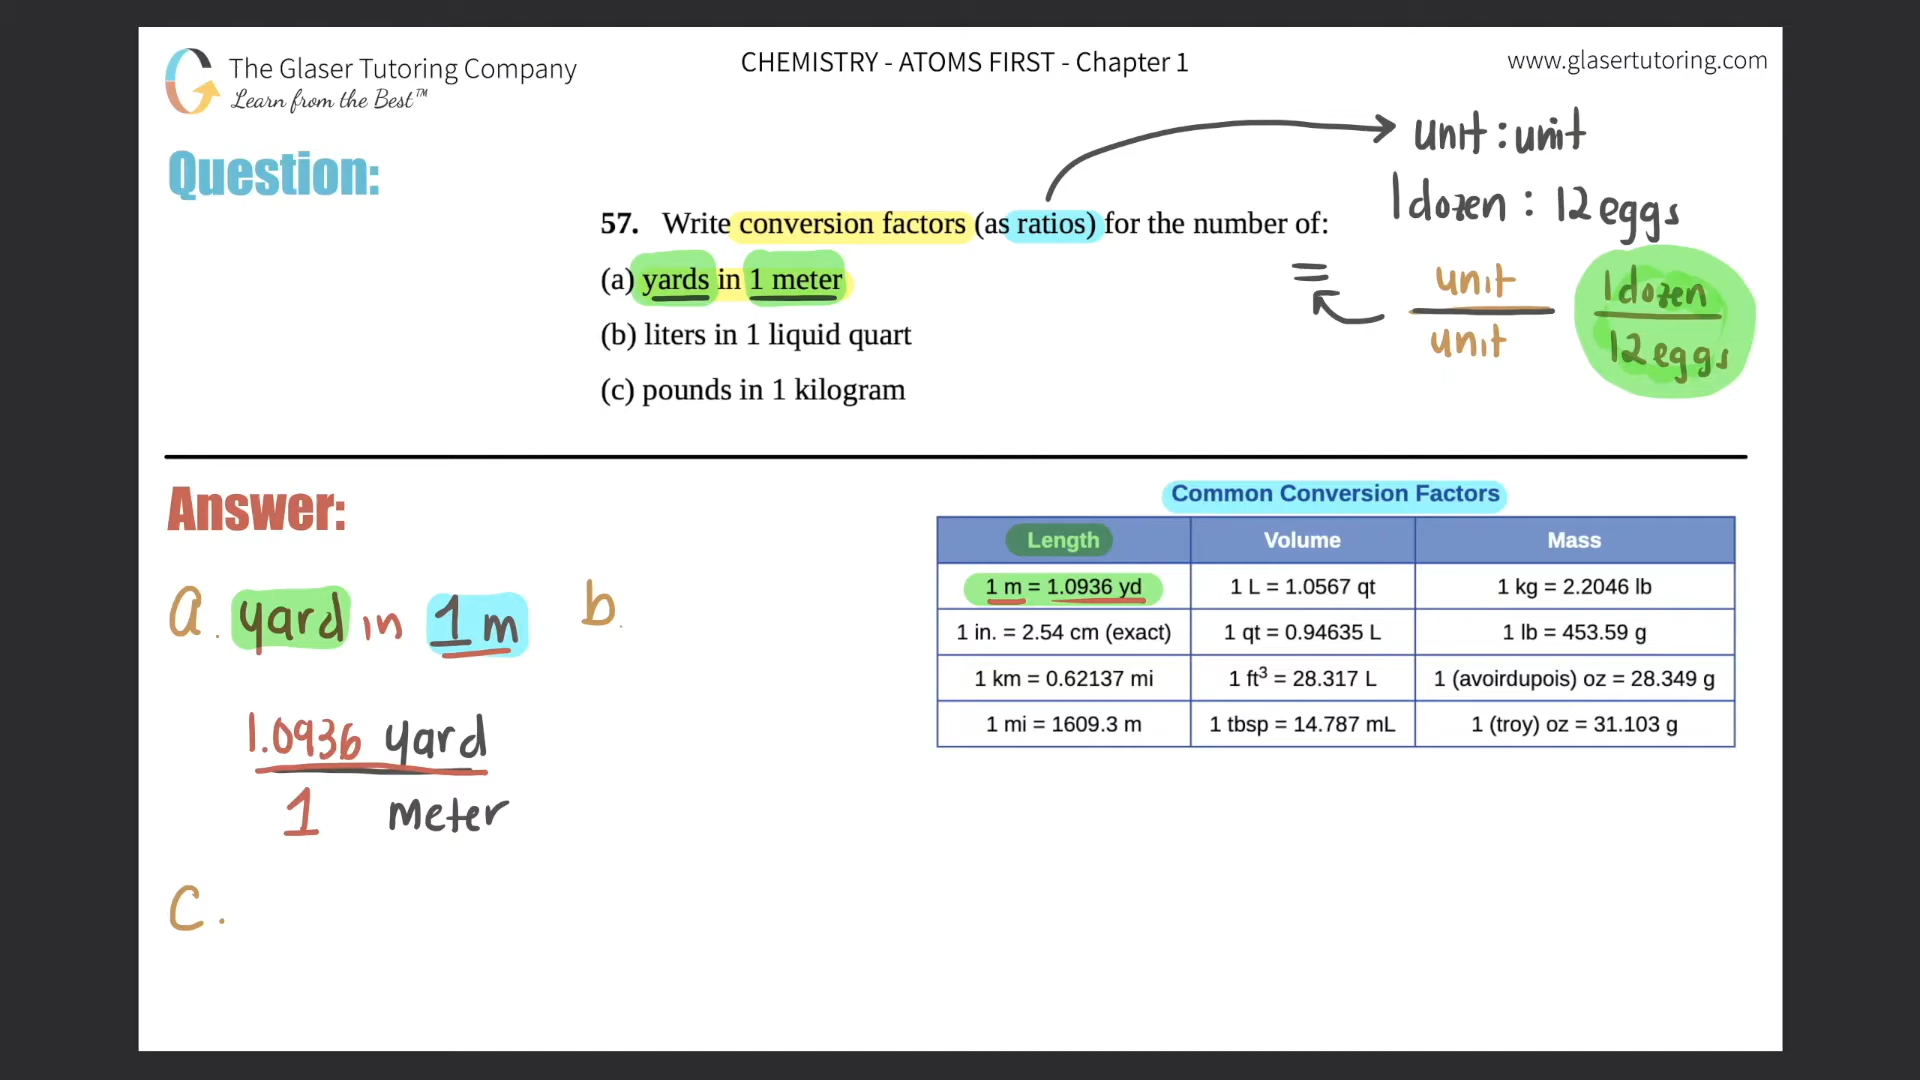 The Glaser Tutoring Company
Learn from the Best™
CHEMISTRY - ATOMS FIRST - Chapter 1
www.glasertutoring.com
Question:
57. Write conversion factors (as ratios) for the number of:
(a) yards in 1 meter
(b) liters in 1 liquid quart
(c) pounds in 1 kilogram
unit : unit
1 dozen : 12 eggs
=
unit
unit
1 dozen
12 eggs
Answer:
a. yard in 1 m
1.0936 yard
1 meter
b.
c.
Common Conversion Factors
Length Volume Mass
1 m = 1.0936 yd 1 L = 1.0567 qt 1 kg = 2.2046 lb
1 in. = 2.54 cm (exact) 1 qt = 0.94635 L 1 lb = 453.59 g
1 km = 0.62137 mi 1 ft³ = 28.317 L 1 (avoirdupois) oz = 28.349 g
1 mi = 1609.3 m 1 tbsp = 14.787 mL 1 (troy) oz = 31.103 g